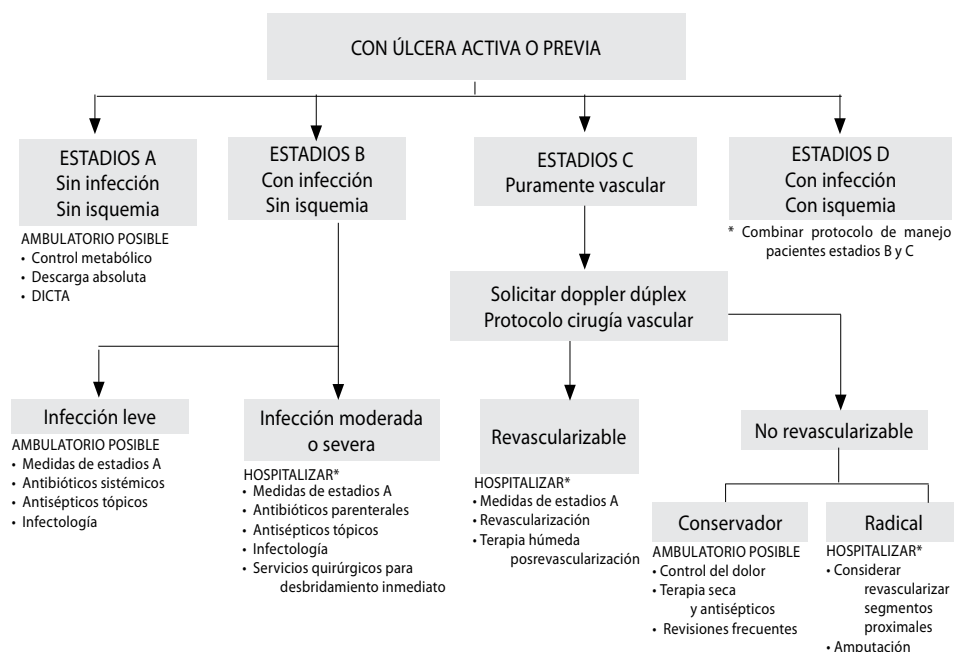 CON ÚLCERA ACTIVA O PREVIA
ESTADIOS A
Sin infección
Sin isquemia
AMBULATORIO POSIBLE
• Control metabólico
• Descarga absoluta
• DICTA
ESTADIOS B
Con infección
Sin isquemia
ESTADIOS C
Puramente vascular
ESTADIOS D
Con infección
Con isquemia
* Combinar protocolo de manejo
pacientes estadios B y C
Solicitar doppler dúplex
Protocolo cirugía vascular
Infección leve
AMBULATORIO POSIBLE
• Medidas de estadios A
• Antibióticos sistémicos
• Antisépticos tópicos
• Infectología
Infección moderada
o severa
HOSPITALIZAR*
• Medidas de estadios A
• Antibióticos parenterales
• Antisépticos tópicos
• Infectología
• Servicios quirúrgicos para
desbridamiento inmediato
Revascularizable
HOSPITALIZAR*
• Medidas de estadios A
• Revascularización
• Terapia húmeda
posrevascularización
No revascularizable
Conservador
AMBULATORIO POSIBLE
• Control del dolor
• Terapia seca
y antisépticos
• Revisiones frecuentes
Radical
HOSPITALIZAR*
• Considerar
revascularizar
segmentos
proximales
• Amputación